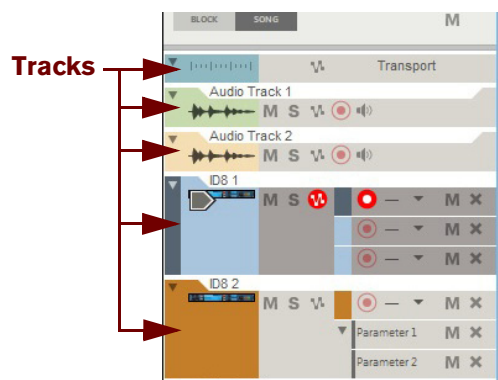 BLOCK SONG M
Tracks
Transport
Audio Track 1
M S
Audio Track 2
M S
ID8 1
M S M
M
M
ID8 2
M S M
Parameter 1 M
Parameter 2 M